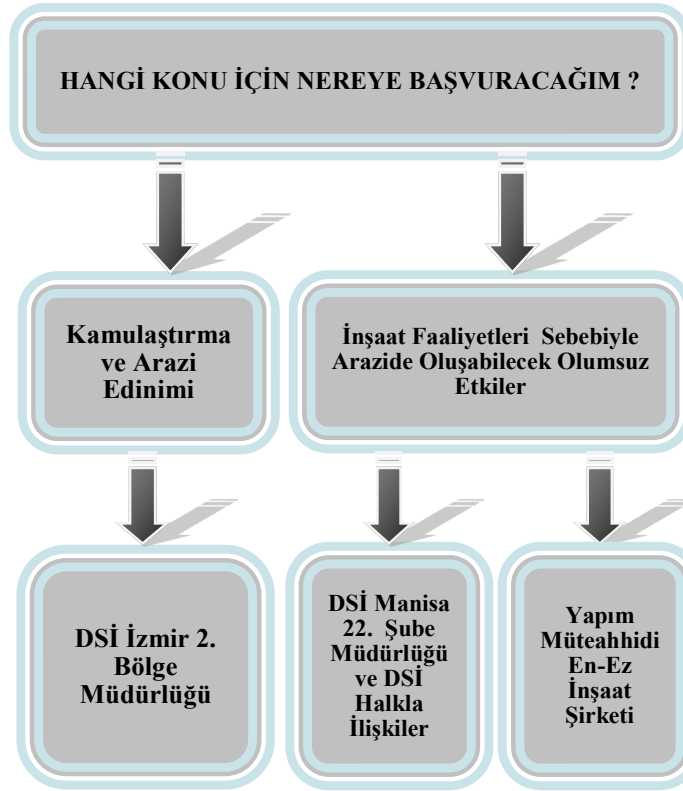 HANGİ KONU İÇİN NEREYE BAŞVURACAĞIM ?
Kamulaştırma
ve Arazi
Edinimi
İnşaat Faaliyetleri Sebebiyle
Arazide Oluşabilecek Olumsuz
Etkiler
DSİ İzmir 2.
Bölge
Müdürlüğü
DSİ Manisa
22. Şube
Müdürlüğü
ve DSİ
Halkla
İlişkiler
Yapım
Müteahhidi
En-Ez
İnşaat
Şirketi